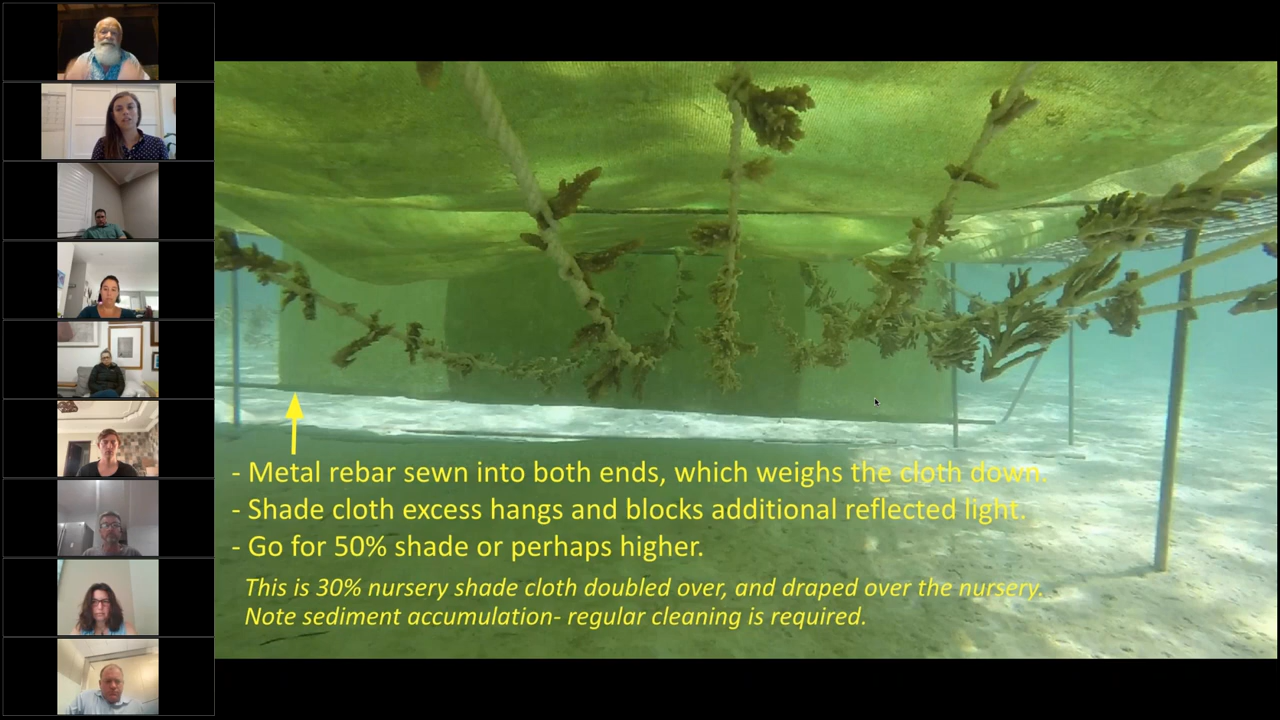 - Metal rebar sewn into both ends, which weighs the cloth down.
- Shade cloth excess hangs and blocks additional reflected light.
- Go for 50% shade or perhaps higher.
This is 30% nursery shade cloth doubled over, and draped over the nursery.
Note sediment accumulation- regular cleaning is required.